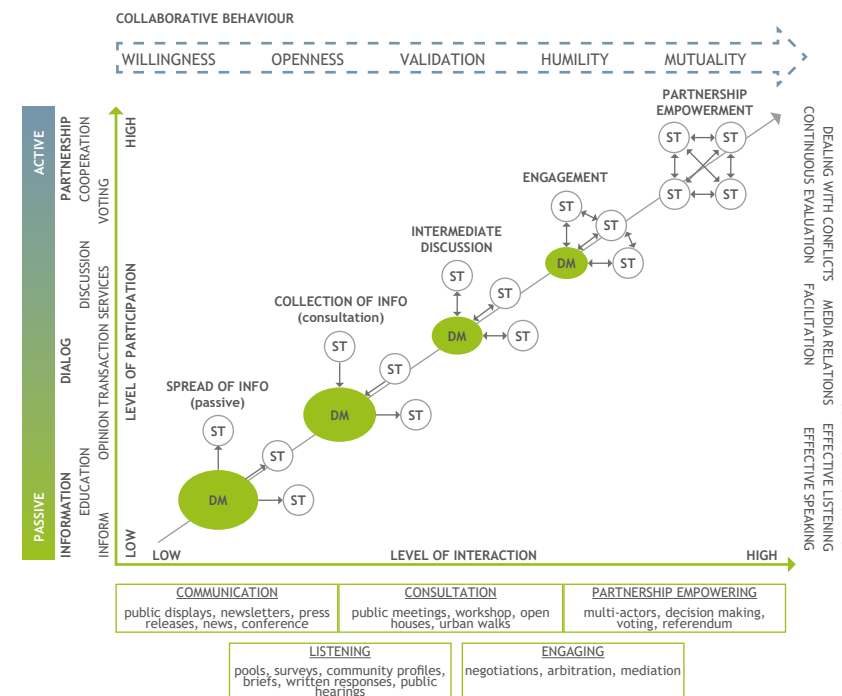 COLLABORATIVE BEHAVIOUR
WILLINGNESS OPENNESS VALIDATION HUMILITY MUTUALITY
PARTNERSHIP
EMPOWERMENT
ST ST
ST ST
ENGAGEMENT
ST
ST
DM ST
INTERMEDIATE
DISCUSSION
ST
ST
DM ST
COLLECTION OF INFO
(consultation)
ST
ST
DM ST
SPREAD OF INFO
(passive)
ST
ST
DM ST
ACTIVE
PASSIVE
PARTNERSHIP
DIALOG
INFORMATION
COOPERATION
DISCUSSION
EDUCATION
VOTING
OPINION TRANSACTION SERVICES
INFORM
HIGH
LEVEL OF PARTICIPATION
LOW
LOW LEVEL OF INTERACTION HIGH
DEALING WITH CONFLICTS
MEDIA RELATIONS
EFFECTIVE LISTENING
CONTINUOUS EVALUATION
FACILITATION
EFFECTIVE SPEAKING
COMMUNICATION
public displays, newsletters, press
releases, news, conference
CONSULTATION
public meetings, workshop, open
houses, urban walks
PARTNERSHIP EMPOWERING
multi-actors, decision making,
voting, referendum
LISTENING
pools, surveys, community profiles,
briefs, written responses, public
hearings
ENGAGING
negotiations, arbitration, mediation